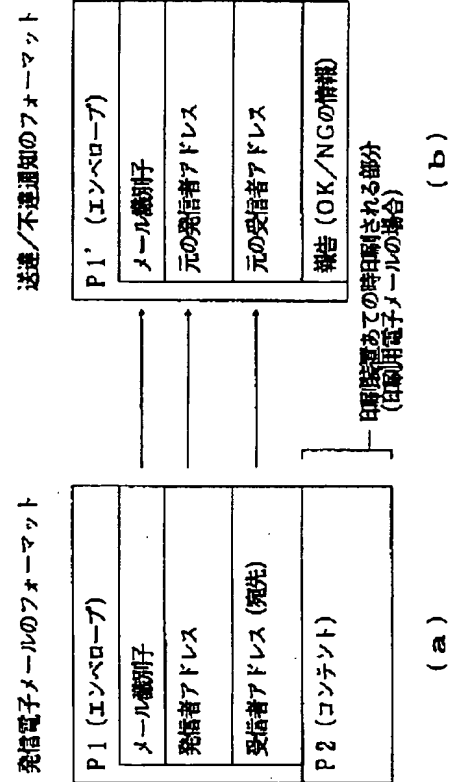 発信電子メールのフォーマット
P1 (エンベロープ)
メール識別子
発信者アドレス
受信者アドレス (宛先)
P2 (コンテント)
(a)
送達/不達通知のフォーマット
P1' (エンベロープ)
メール識別子
元の発信者アドレス
元の受信者アドレス
報告 (OK/NGの情報)
印刷装置あての時印刷される部分
(印刷用電子メールの場合)
(b)